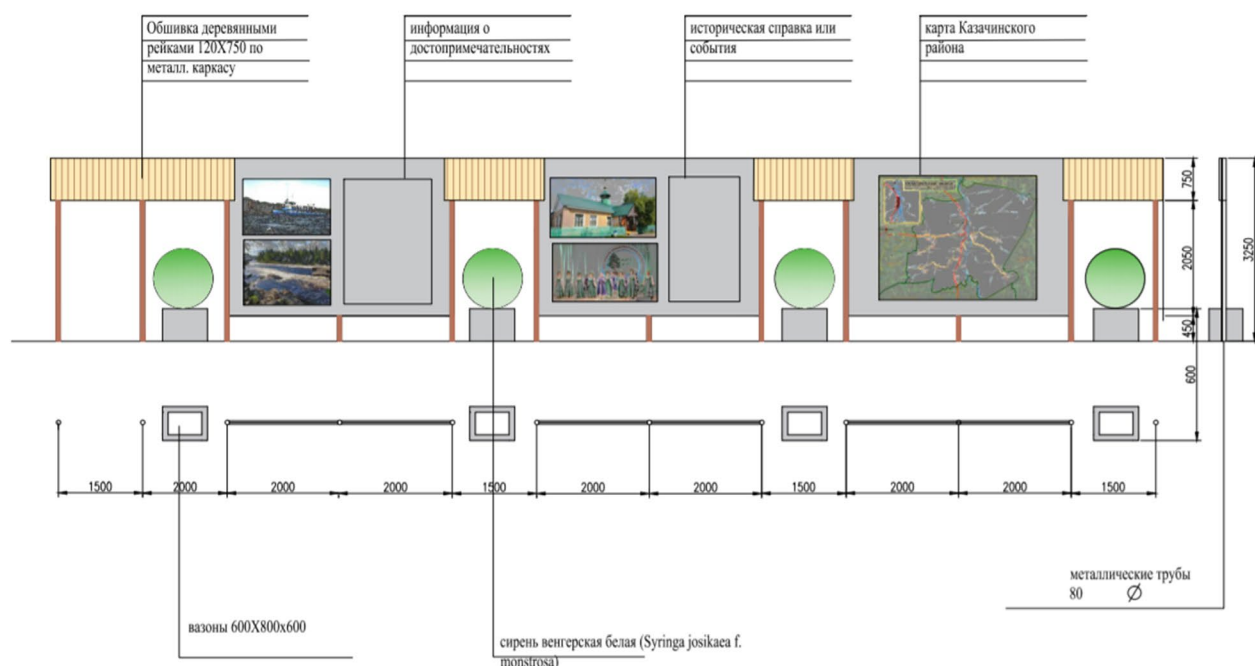 Обшивка деревянными
рейками 120Х750 по
металл. каркасу
информация о
достопримечательностях
историческая справка или
события
карта Казачинского
района
750
2050
450
3250
600
1500
2000
2000
2000
1500
2000
2000
1500
2000
2000
1500
металлические трубы
80 Ø
вазоны 600Х800х600
сирень венгерская белая (Syringa josikaea f.
monstrosa)